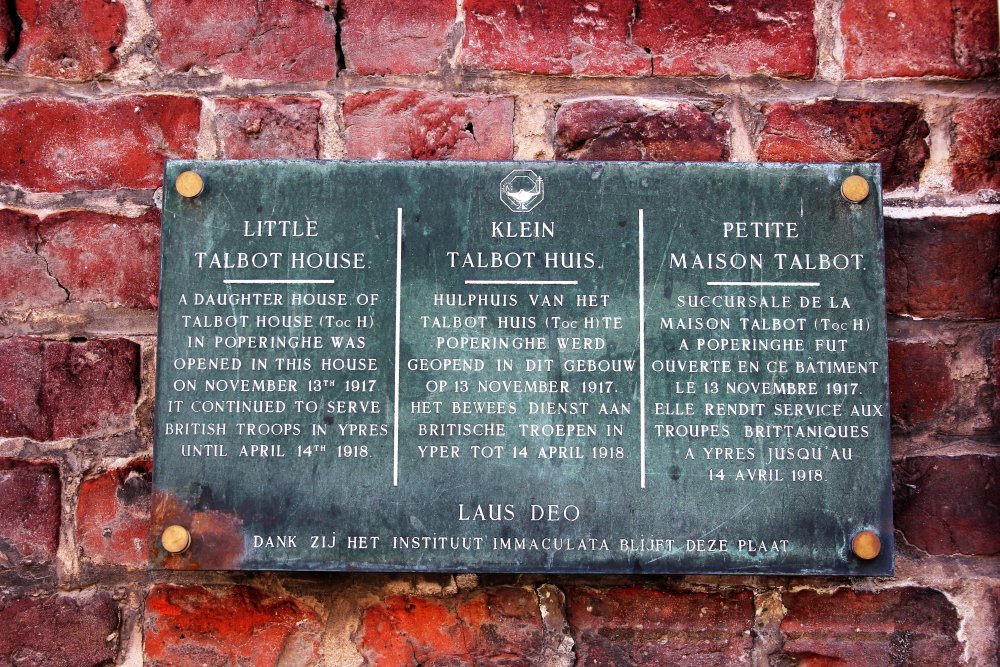 LITTLE
TALBOT HOUSE.
A DAUGHTER HOUSE OF
TALBOT HOUSE (Toc H)
IN POPERINGHE WAS
OPENED IN THIS HOUSE
ON NOVEMBER 13TH 1917
IT CONTINUED TO SERVE
BRITISH TROOPS IN YPRES
UNTIL APRIL 14TH 1918.
KLEIN
TALBOT HUIS.
HULPHUIS VAN HET
TALBOT HUIS (Toc H) TE
POPERINGHE WERD
GEOPEND IN DIT GEBOUW
OP 13 NOVEMBER 1917.
HET BEWEES DIENST AAN
BRITISCHE TROEPEN IN
YPER TOT 14 APRIL 1918.
PETITE
MAISON TALBOT.
SUCCURSALE DE LA
MAISON TALBOT (Toc H)
A POPERINGHE FUT
OUVERTE EN CE BÂTIMENT
LE 13 NOVEMBRE 1917.
ELLE RENDIT SERVICE AUX
TROUPES BRITTANIQUES
A YPRES JUSQU'AU
14 AVRIL 1918.
LAUS DEO
DANK ZIJ HET INSTITUUT IMMACULATA BLIJFT DEZE PLAAT